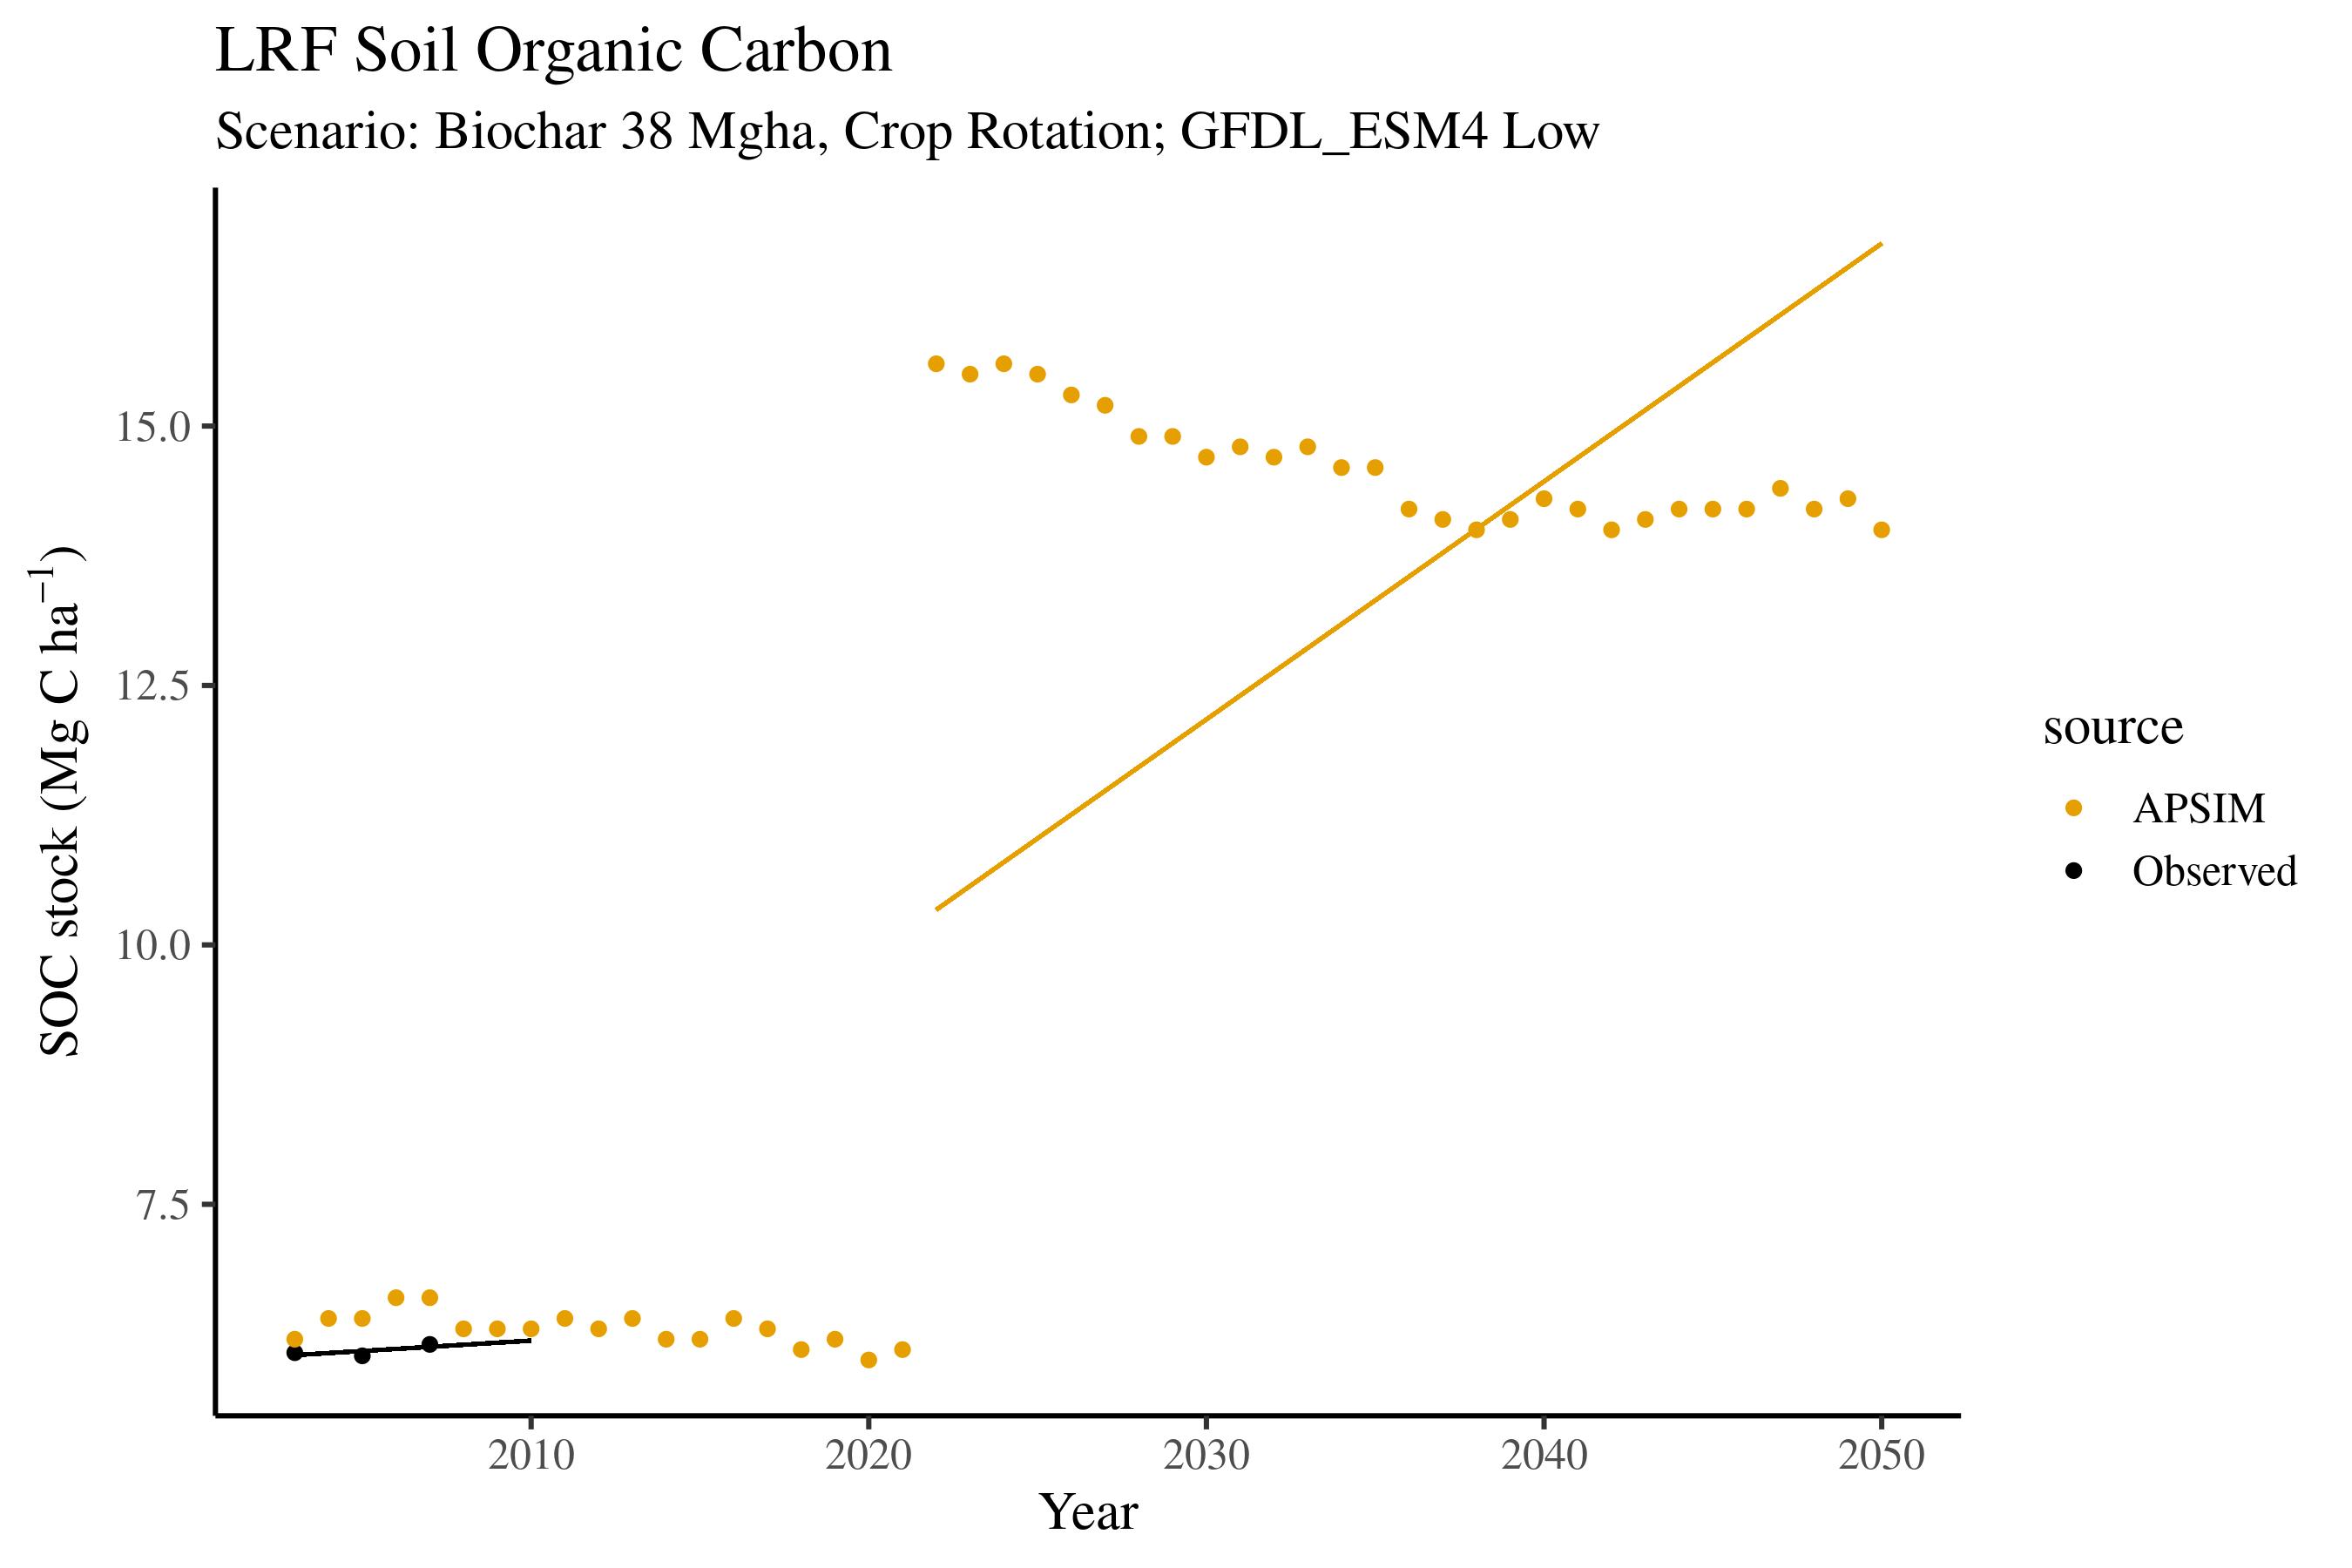 LRF Soil Organic Carbon
Scenario: Biochar 38 Mgha, Crop Rotation; GFDL_ESM4 Low
SOC stock (Mg C ha⁻¹)
15.0
12.5
10.0
7.5
2010 2020 2030 2040 2050
Year
source
APSIM
Observed